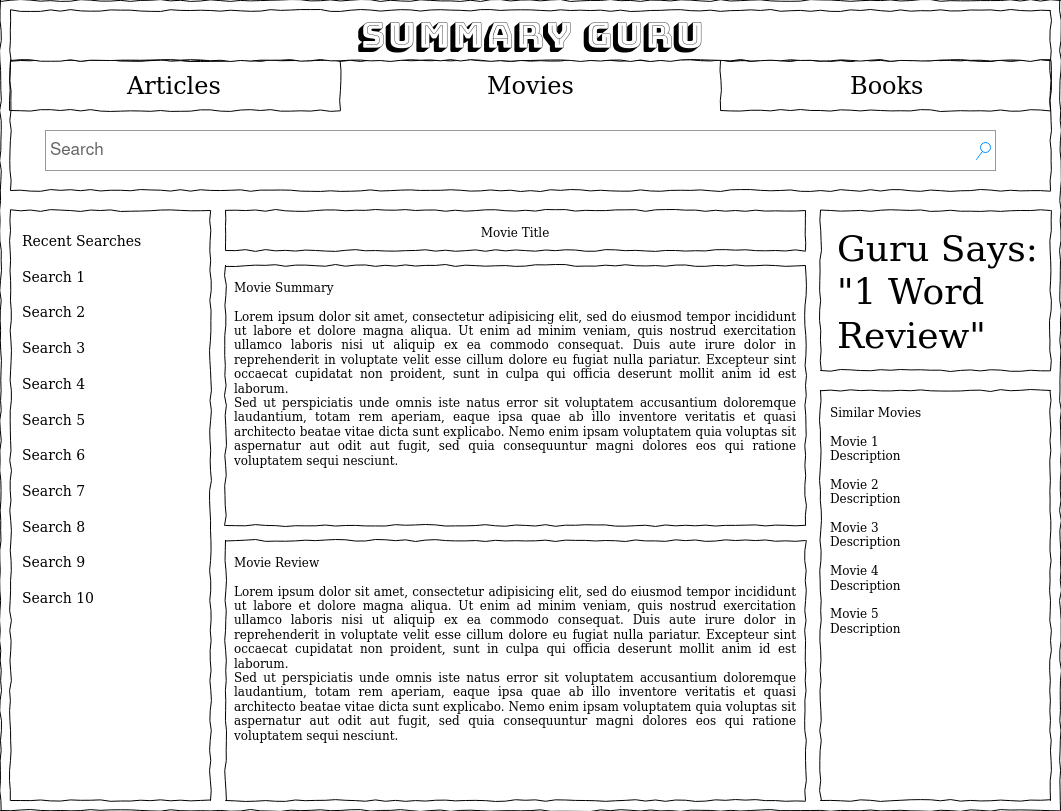 SUMMARY GURU
Articles
Movies
Books
Search
Recent Searches
Search 1
Search 2
Search 3
Search 4
Search 5
Search 6
Search 7
Search 8
Search 9
Search 10
Movie Title
Movie Summary
Lorem ipsum dolor sit amet, consectetur adipisicing elit, sed do eiusmod tempor incididunt
ut labore et dolore magna aliqua. Ut enim ad minim veniam, quis nostrud exercitation
ullamco laboris nisi ut aliquip ex ea commodo consequat. Duis aute irure dolor in
reprehenderit in voluptate velit esse cillum dolore eu fugiat nulla pariatur. Excepteur sint
occaecat cupidatat non proident, sunt in culpa qui officia deserunt mollit anim id est
laborum.
Sed ut perspiciatis unde omnis iste natus error sit voluptatem accusantium doloremque
laudantium, totam rem aperiam, eaque ipsa quae ab illo inventore veritatis et quasi
architecto beatae vitae dicta sunt explicabo. Nemo enim ipsam voluptatem quia voluptas sit
aspernatur aut odit aut fugit, sed quia consequuntur magni dolores eos qui ratione
voluptatem sequi nesciunt.
Movie Review
Lorem ipsum dolor sit amet, consectetur adipisicing elit, sed do eiusmod tempor incididunt
ut labore et dolore magna aliqua. Ut enim ad minim veniam, quis nostrud exercitation
ullamco laboris nisi ut aliquip ex ea commodo consequat. Duis aute irure dolor in
reprehenderit in voluptate velit esse cillum dolore eu fugiat nulla pariatur. Excepteur sint
occaecat cupidatat non proident, sunt in culpa qui officia deserunt mollit anim id est
laborum.
Sed ut perspiciatis unde omnis iste natus error sit voluptatem accusantium doloremque
laudantium, totam rem aperiam, eaque ipsa quae ab illo inventore veritatis et quasi
architecto beatae vitae dicta sunt explicabo. Nemo enim ipsam voluptatem quia voluptas sit
aspernatur aut odit aut fugit, sed quia consequuntur magni dolores eos qui ratione
voluptatem sequi nesciunt.
Guru Says:
"1 Word
Review"
Similar Movies
Movie 1
Description
Movie 2
Description
Movie 3
Description
Movie 4
Description
Movie 5
Description